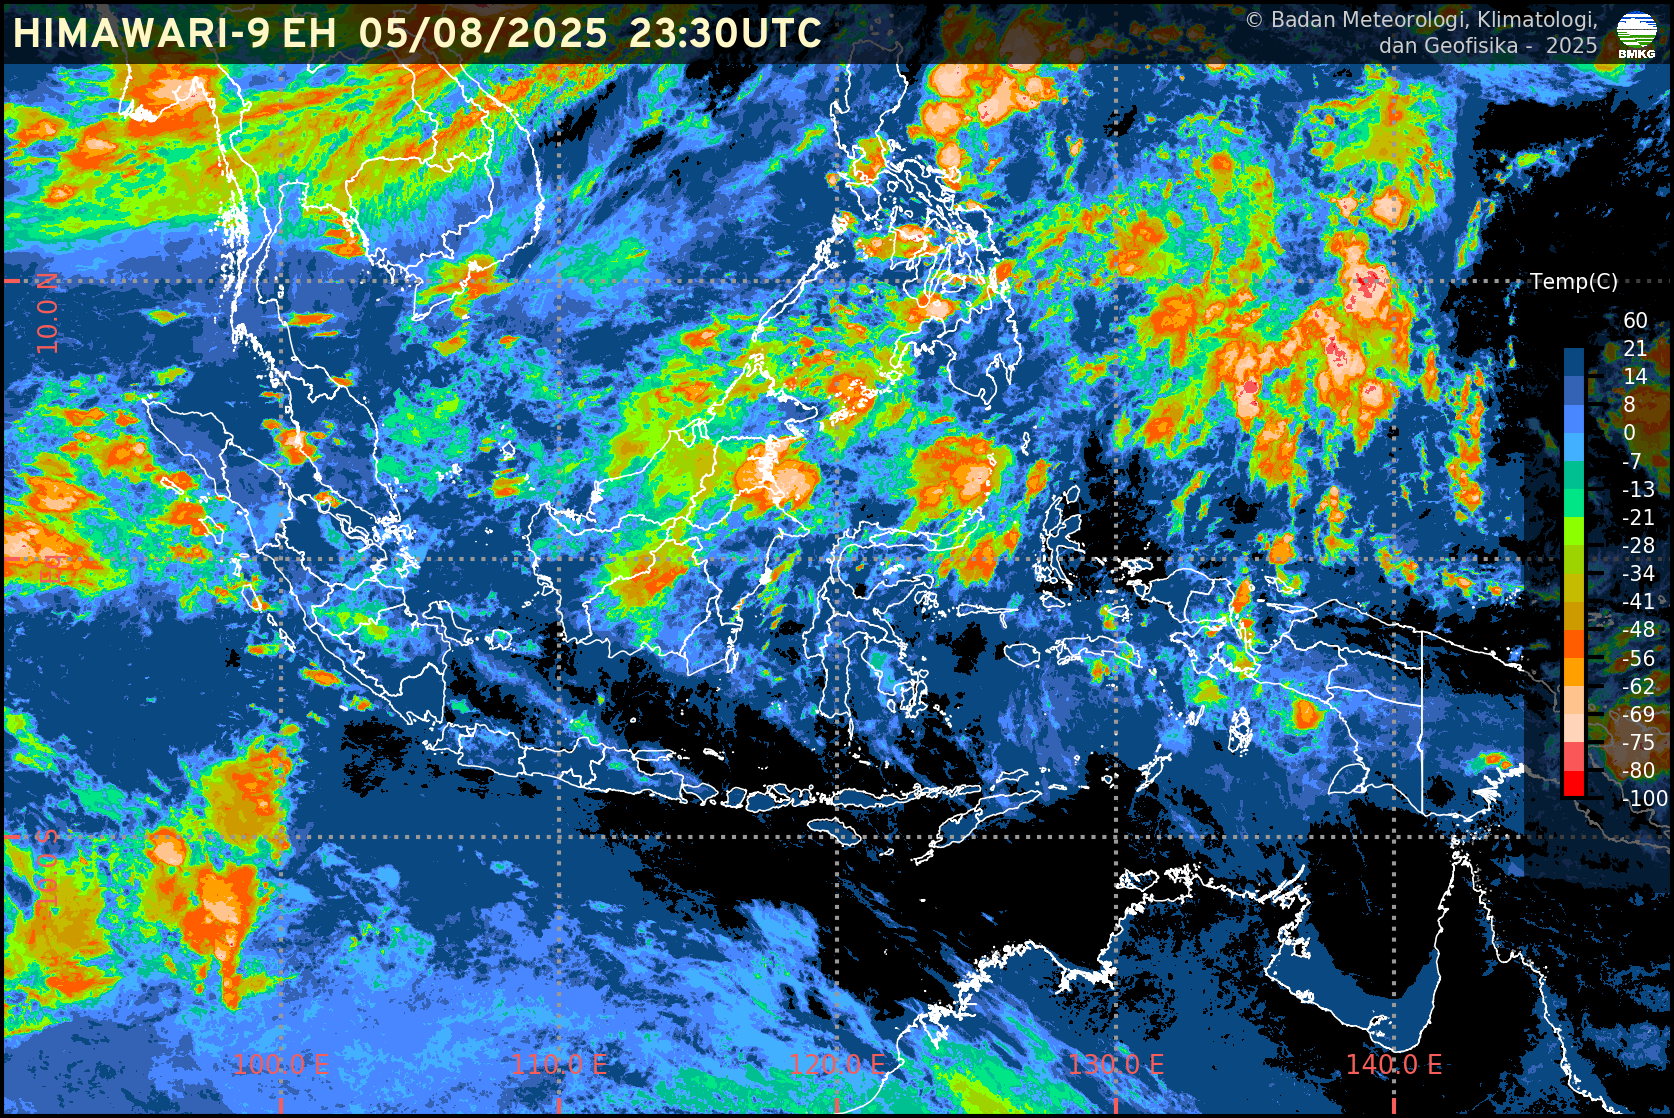 HIMAWARI-9 EH 05/08/2025 23:30UTC
© Badan Meteorologi, Klimatologi,
dan Geofisika - 2025
BMKG
10.0 N
Temp(C)
60
21
14
8
0
-7
-13
-21
-28
-34
-41
-48
-56
-62
-69
-75
-80
-100
10.0 S
100.0 E
110.0 E
120.0 E
130.0 E
140.0 E